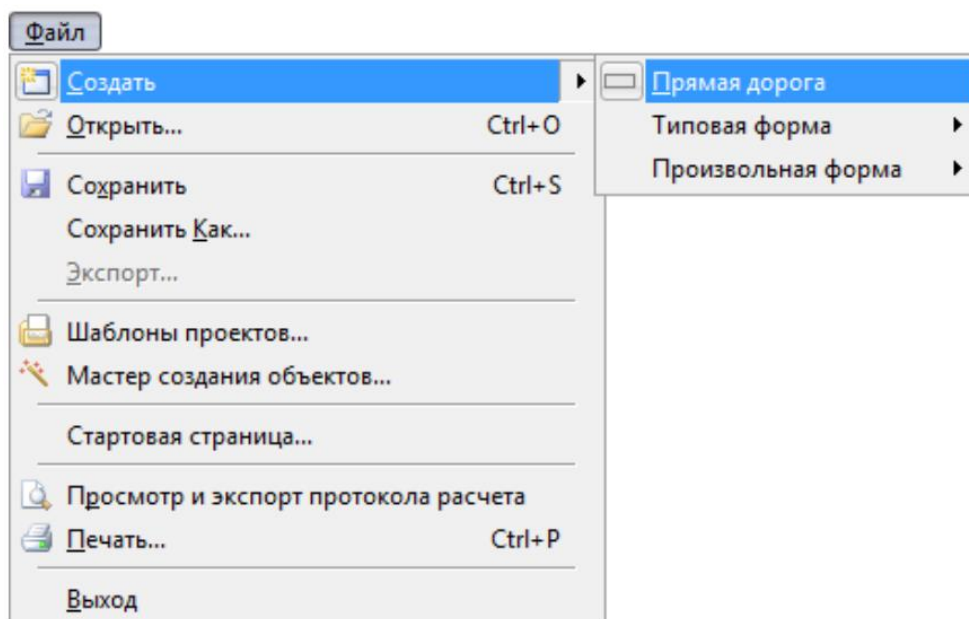 Файл
Создать
Прямая дорога
Открыть... Ctrl+O
Типовая форма
Произвольная форма
Сохранить Ctrl+S
Сохранить Как...
Экспорт...
Шаблоны проектов...
Мастер создания объектов...
Стартовая страница...
Просмотр и экспорт протокола расчета
Печать... Ctrl+P
Выход